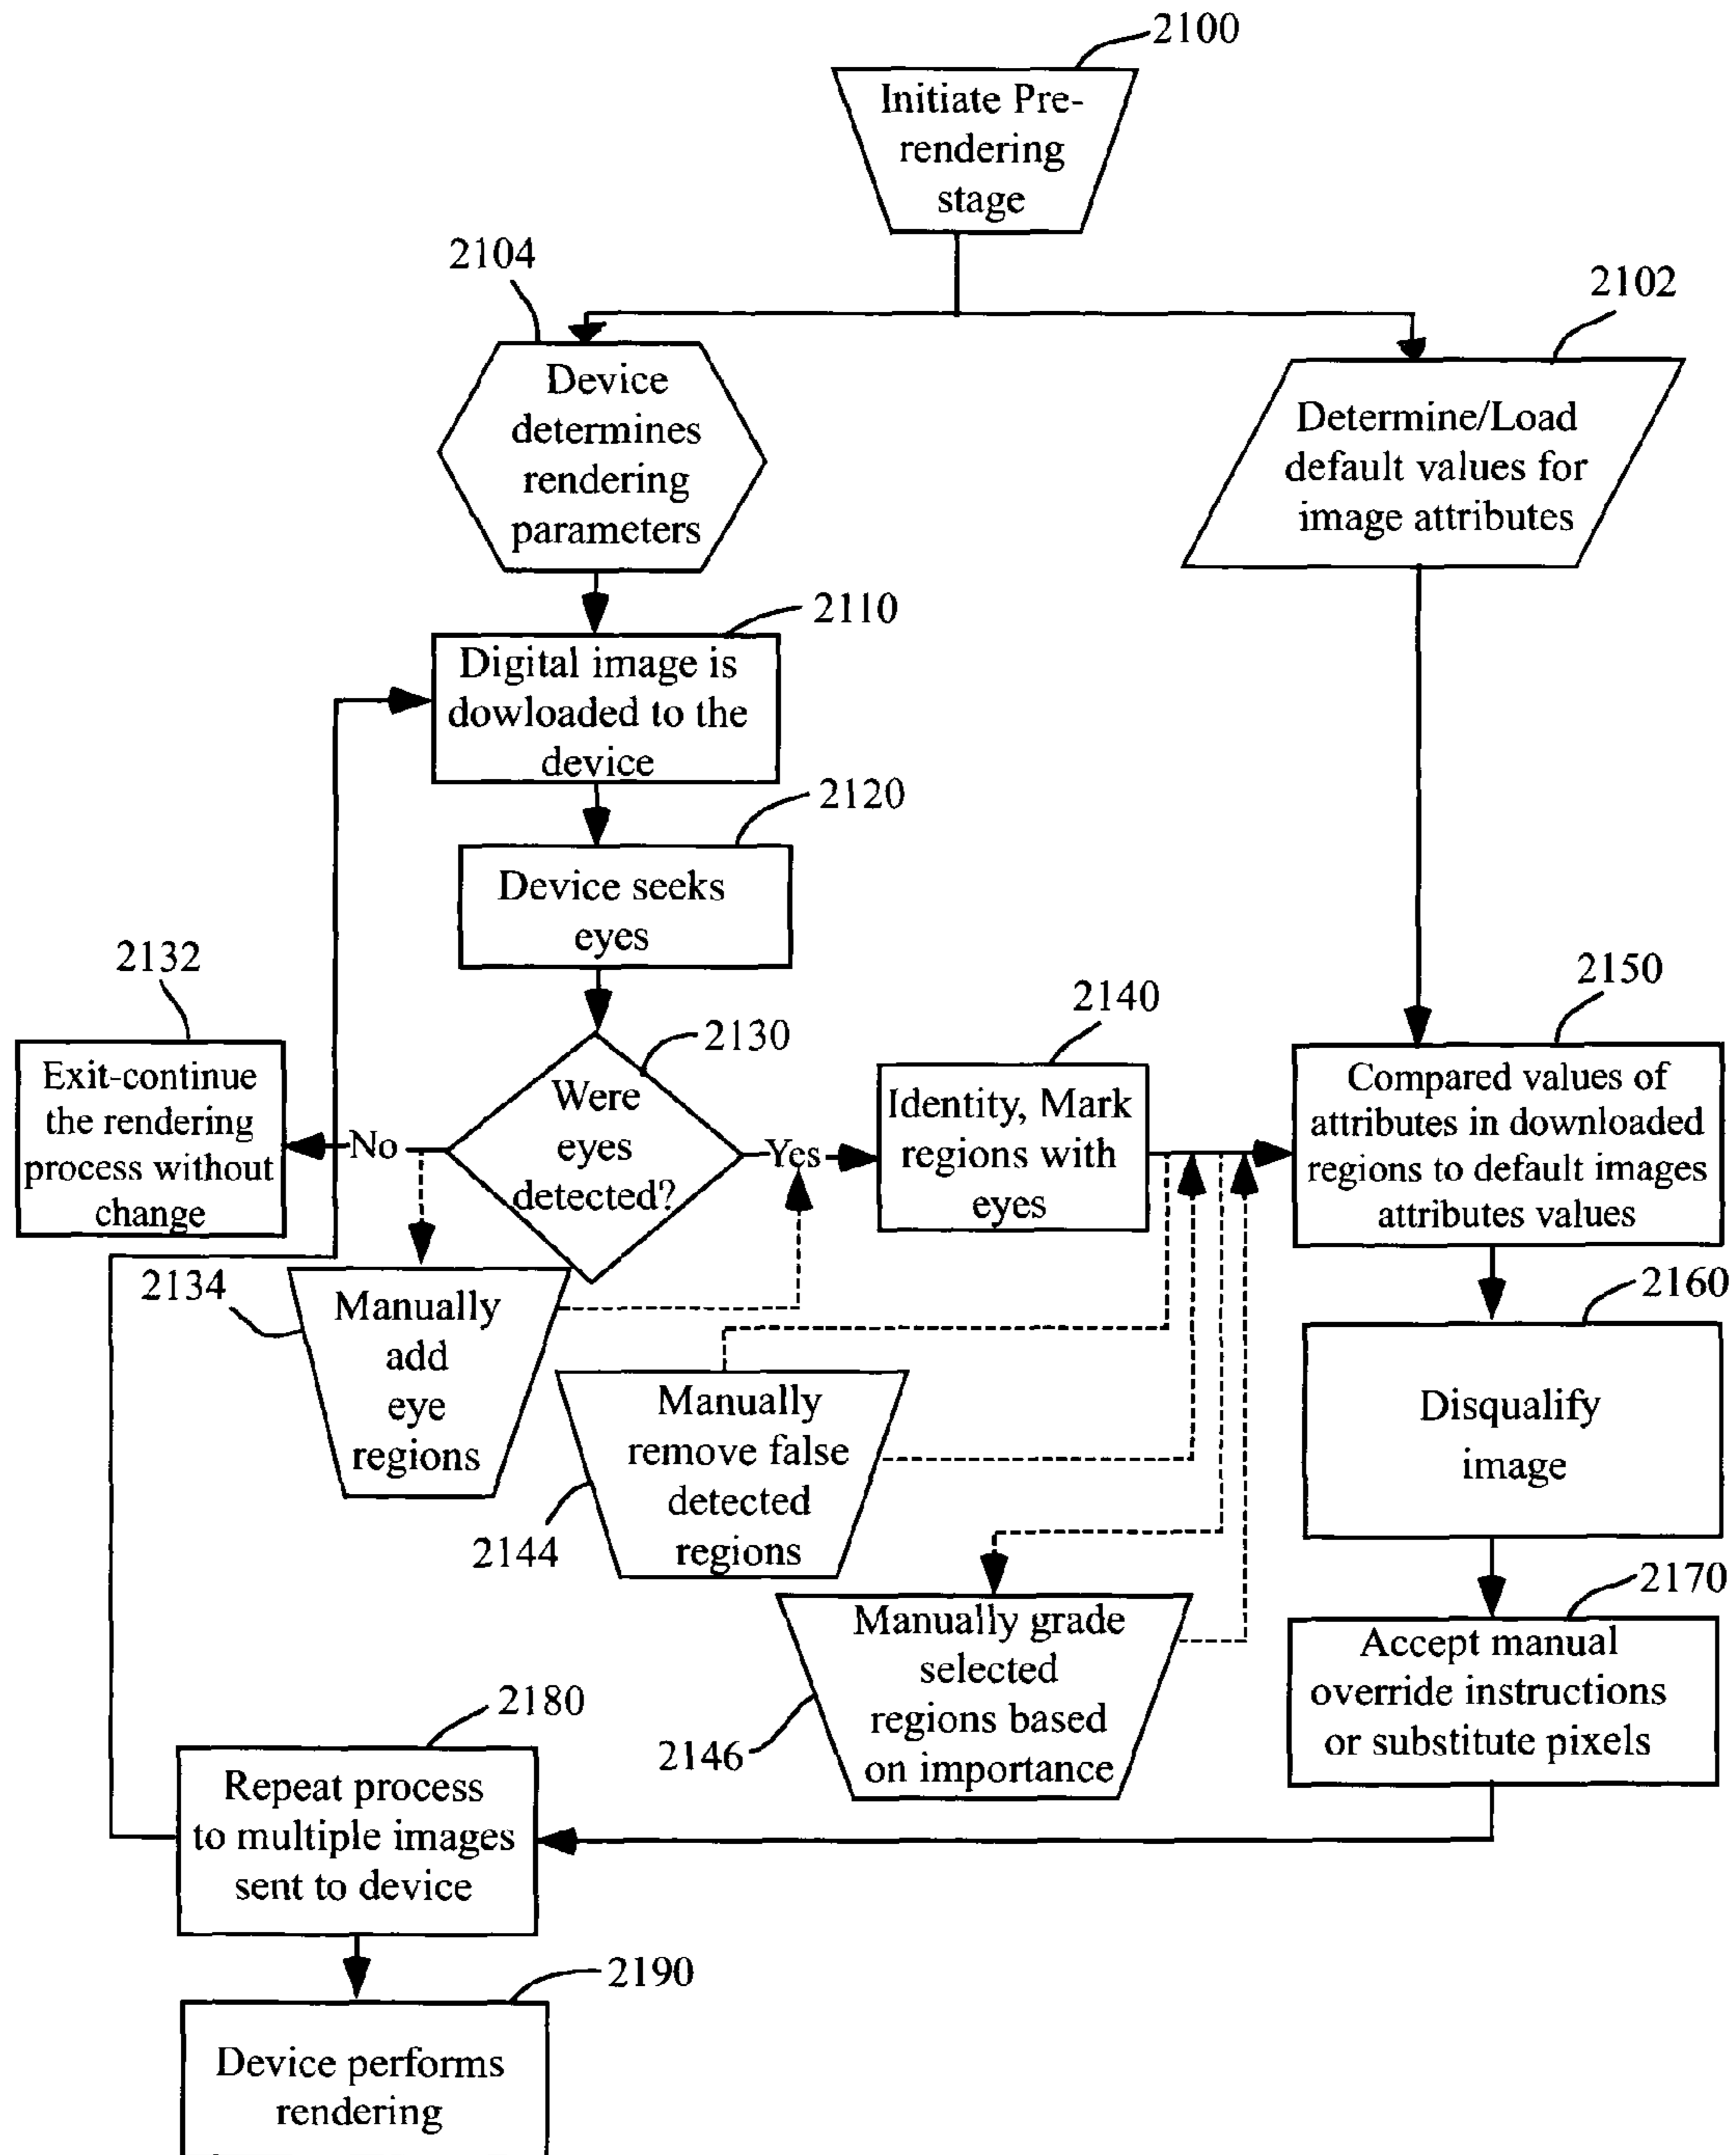 2100
Initiate Pre-
rendering
stage
2104
2102
Device
determines
rendering
parameters
Determine/Load
default values for
image attributes
2110
Digital image is
dowloaded to the
device
2120
Device seeks
eyes
2132
Exit-continue
the rendering
process without
change
No
2130
Were
eyes
detected?
Yes
2140
Identity, Mark
regions with
eyes
2150
Compared values of
attributes in downloaded
regions to default images
attributes values
2134
Manually
add
eye
regions
2144
Manually
remove false
detected
regions
2160
Disqualify
image
2146
Manually grade
selected
regions based
on importance
2170
Accept manual
override instructions
or substitute pixels
2180
Repeat process
to multiple images
sent to device
2190
Device performs
rendering